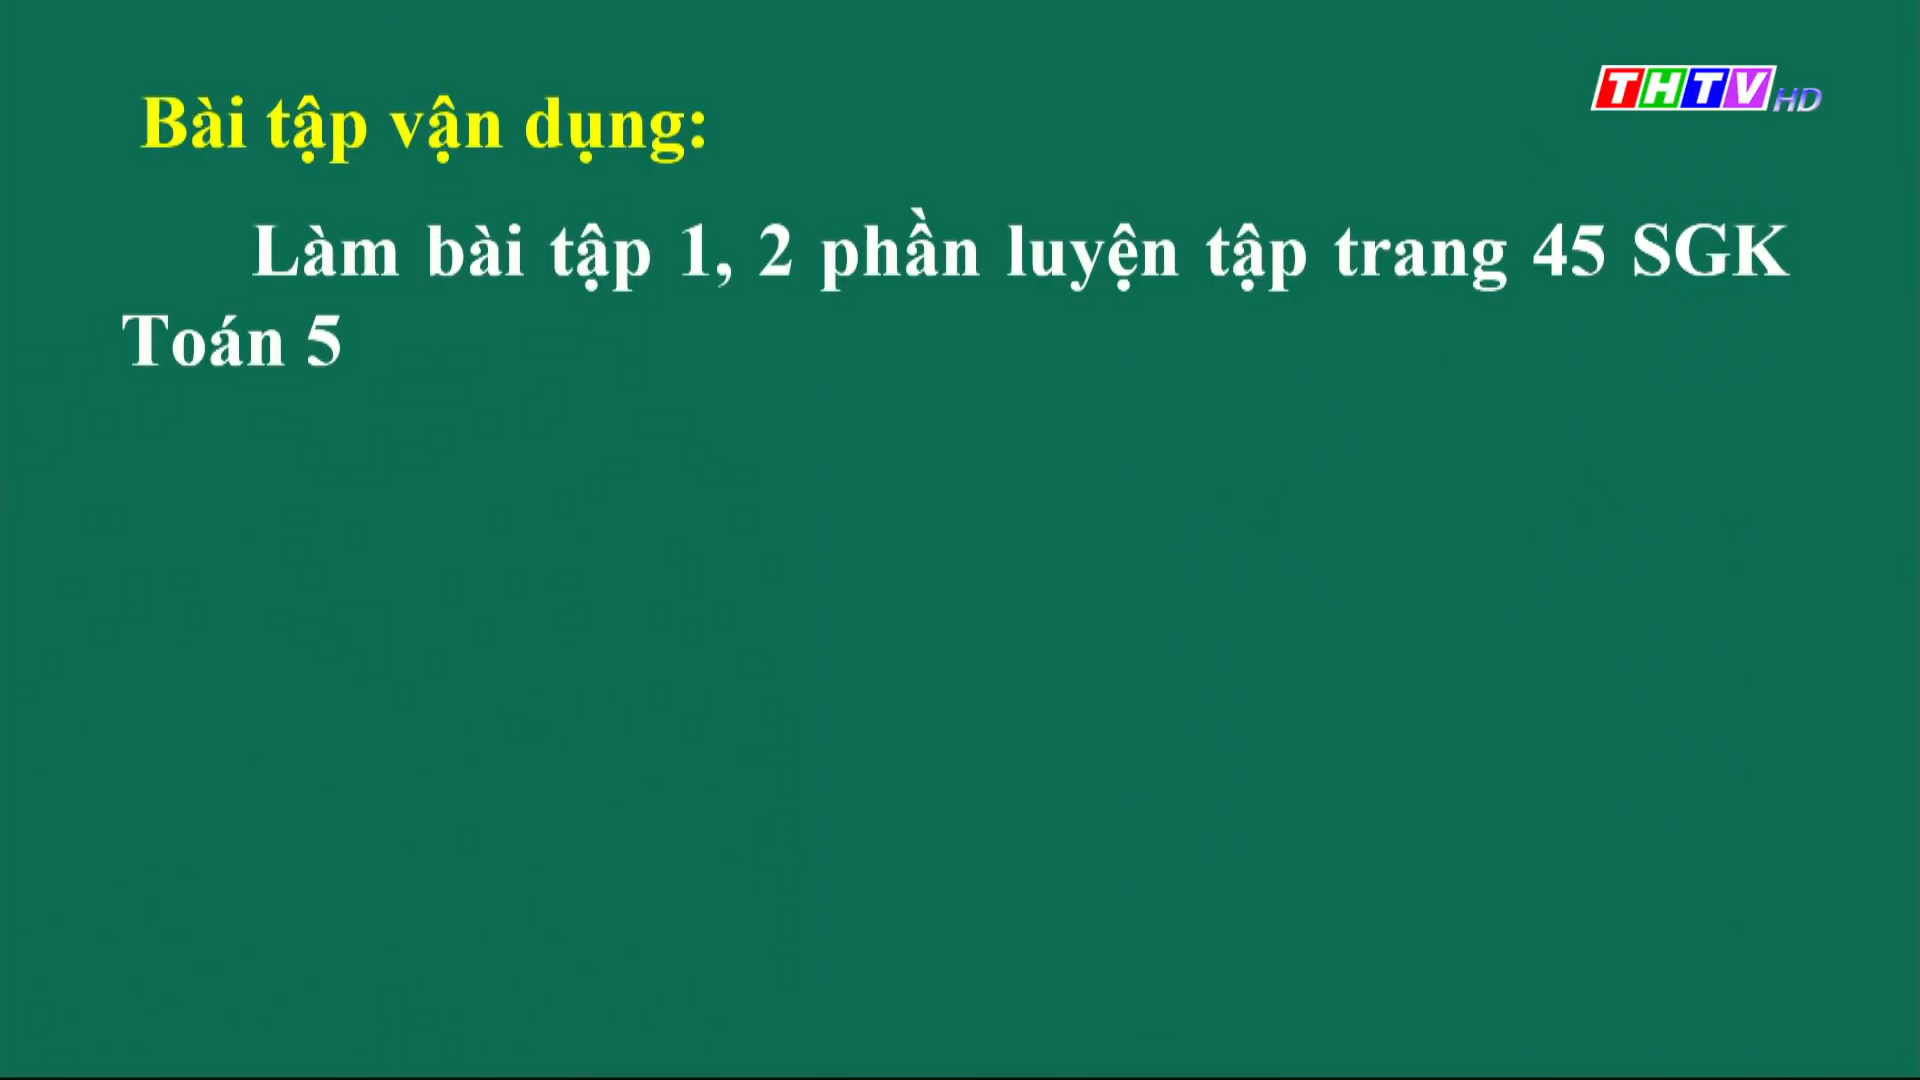 THTV HD
Bài tập vận dụng:
Làm bài tập 1, 2 phần luyện tập trang 45 SGK
Toán 5